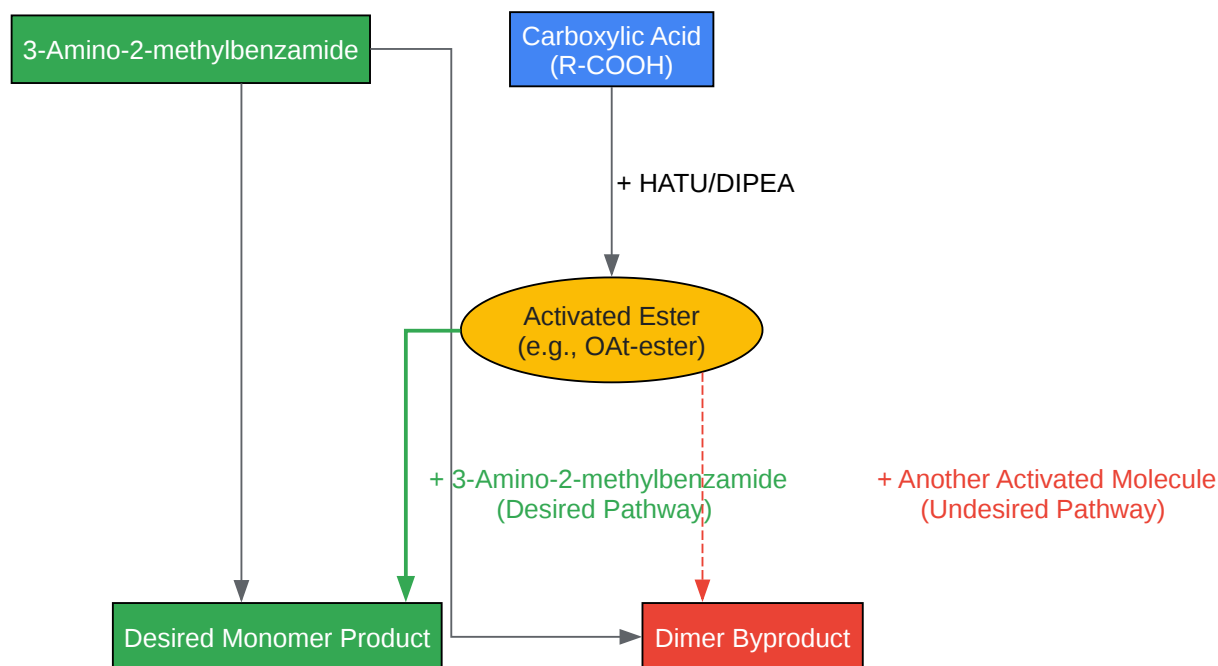 3-Amino-2-methylbenzamide
Carboxylic Acid
(R-COOH)
+ HATU/DIPEA
Activated Ester
(e.g., OAt-ester)
+ 3-Amino-2-methylbenzamide
(Desired Pathway)
+ Another Activated Molecule
(Undesired Pathway)
Desired Monomer Product
Dimer Byproduct